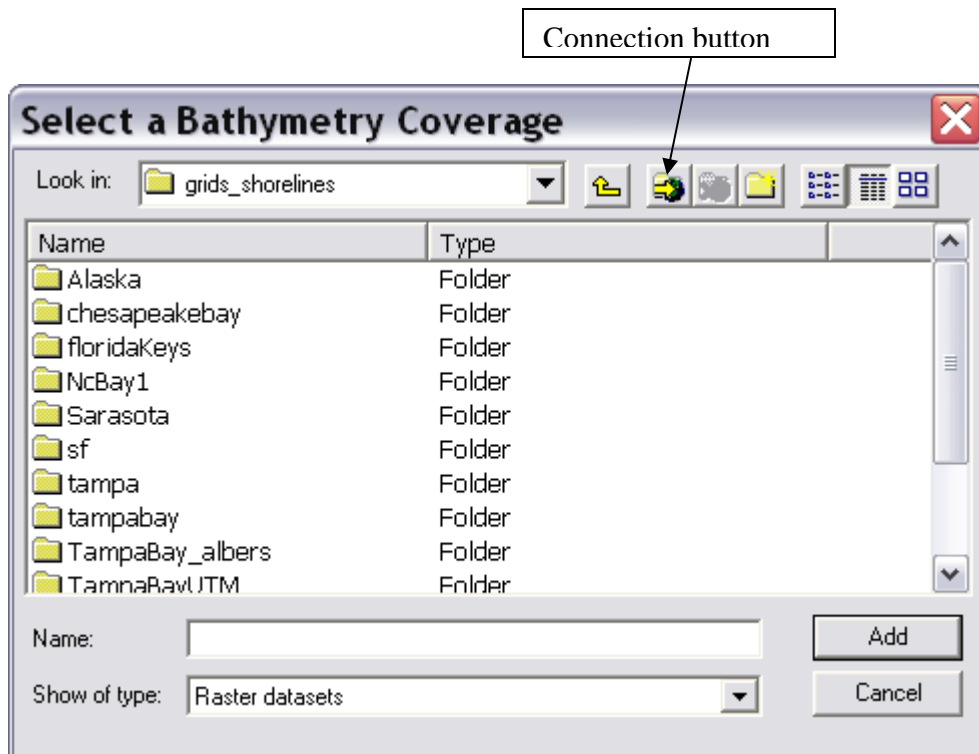 Connection button
Select a Bathymetry Coverage
Look in: grids_shorelines
Name Type
Alaska Folder
chesapeakebay Folder
floridaKeys Folder
NcBay1 Folder
Sarasota Folder
sf Folder
tampa Folder
tampabay Folder
TampaBay_albers Folder
TampaBayUTM Folder
Name: Add
Show of type: Raster datasets Cancel